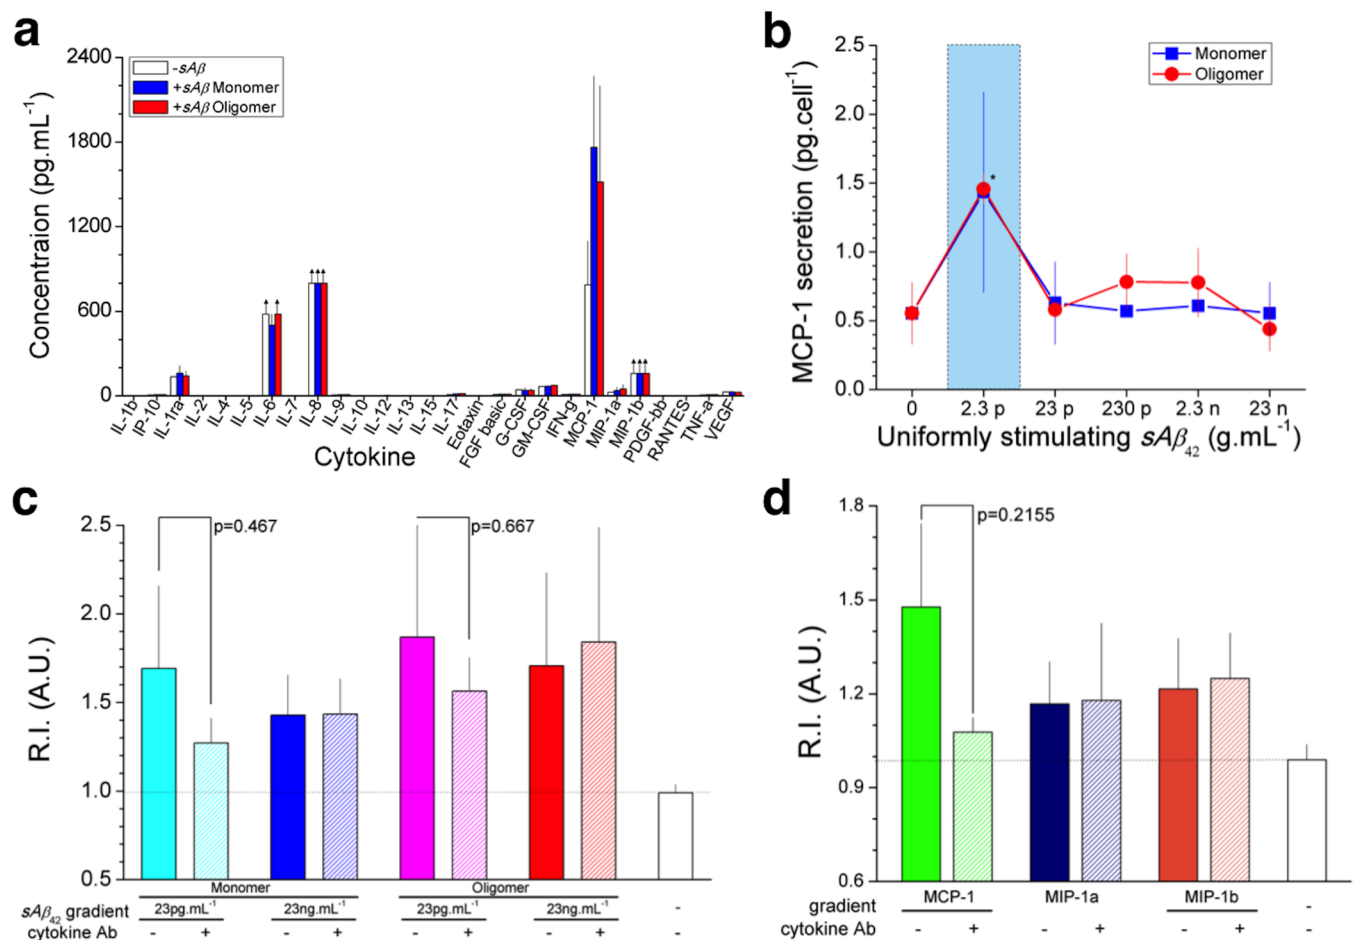 a
2400
1800
1200
600
0
Concentraion (pg.mL-1)
-sAβ
+sAβ Monomer
+sAβ Oligomer
IL-1b
IP-10
IL-1ra
IL-2
IL-4
IL-5
IL-6
IL-7
IL-8
IL-9
IL-10
IL-12
IL-13
IL-15
IL-17
Eotaxin
FGF basic
G-CSF
GM-CSF
IFN-g
MCP-1
MIP-1a
MIP-1b
PDGF-bb
RANTES
TNF-a
VEGF
Cytokine
b
2.5
2.0
1.5
1.0
0.5
0.0
MCP-1 secretion (pg.cell-1)
Monomer
Oligomer
*
0 2.3 p 23 p 230 p 2.3 n 23 n
Uniformly stimulating sAβ42 (g.mL-1)
c
2.5
2.0
1.5
1.0
0.5
R.I. (A.U.)
p=0.467
p=0.667
Monomer Oligomer
sAβ42 gradient 23pg.mL-1 23ng.mL-1 23pg.mL-1 23ng.mL-1 -
cytokine Ab - + - + - + - + -
d
1.8
1.5
1.2
0.9
0.6
R.I. (A.U.)
p=0.2155
gradient MCP-1 MIP-1a MIP-1b -
cytokine Ab - + - + - + -